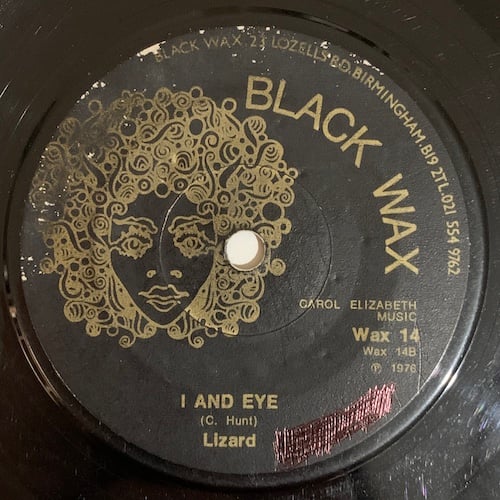 BLACK WAX. 23 LOZELLS RD. BIRMINGHAM. B19 2TL. 021 554 9762
BLACK WAX
CAROL ELIZABETH
MUSIC
Wax 14
Wax 14B
℗ 1976
I AND EYE
(C. Hunt)
Lizard